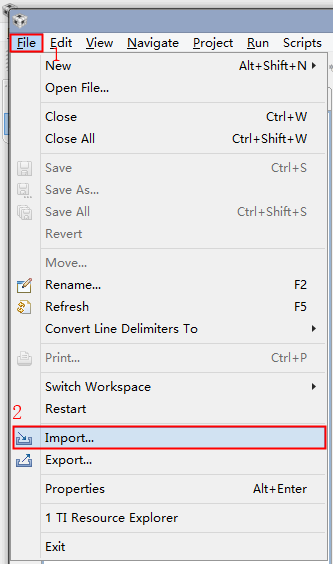 File Edit View Navigate Project Run Scripts
1
New Alt+Shift+N
Open File...
Close Ctrl+W
Close All Ctrl+Shift+W
Save Ctrl+S
Save As...
Save All Ctrl+Shift+S
Revert
Move...
Rename... F2
Refresh F5
Convert Line Delimiters To
Print... Ctrl+P
Switch Workspace
Restart
2
Import...
Export...
Properties Alt+Enter
1 TI Resource Explorer
Exit